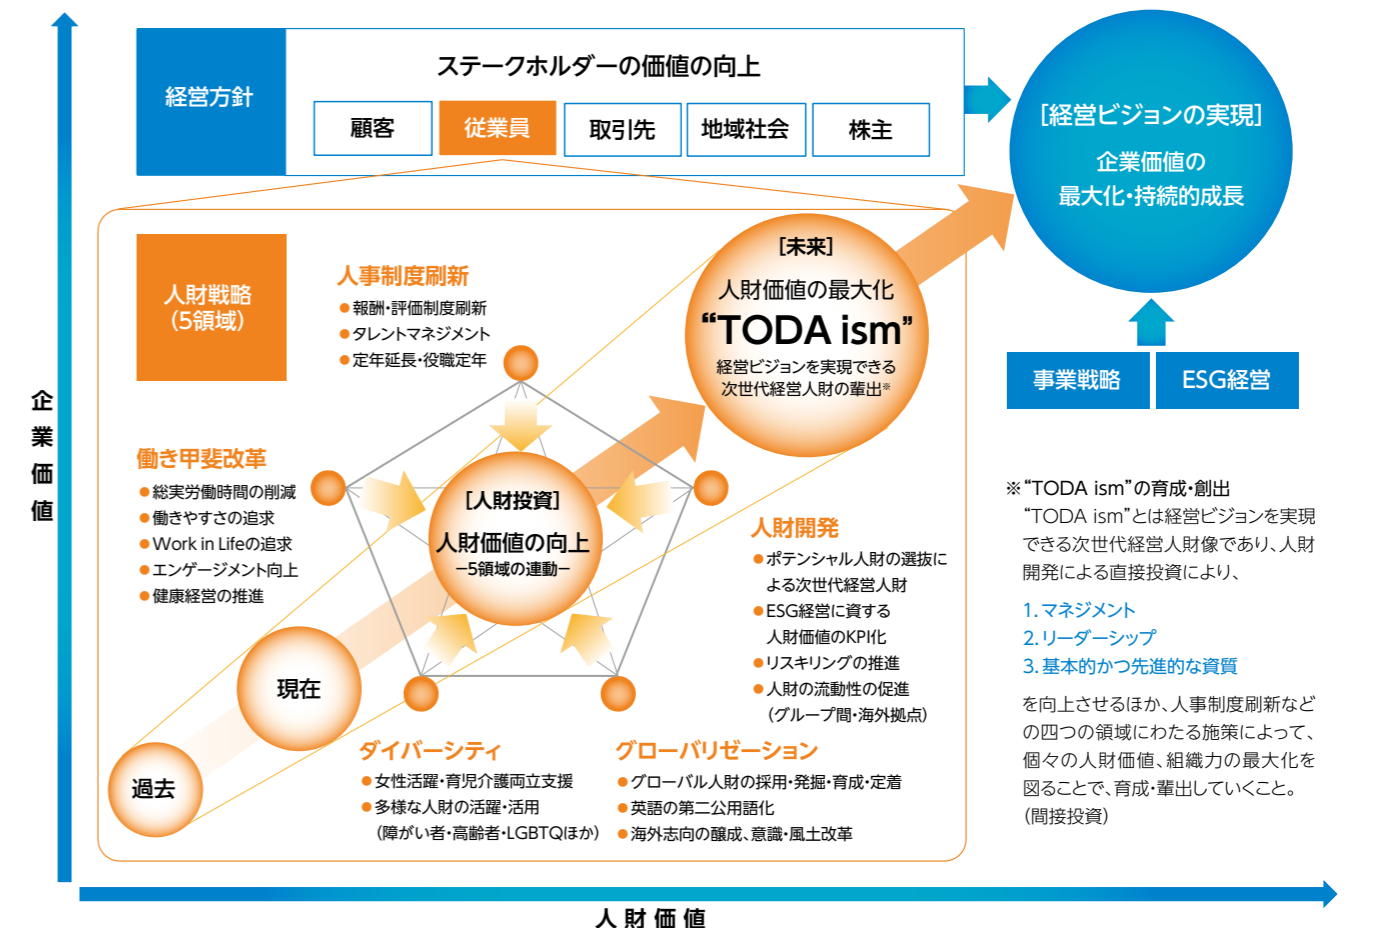 経営方針
ステークホルダーの価値の向上
顧客
従業員
取引先
地域社会
株主
［経営ビジョンの実現］
企業価値の
最大化・持続的成長
人財戦略
（5領域）
人事制度刷新
●報酬・評価制度刷新
●タレントマネジメント
●定年延長・役職定年
［未来］
人財価値の最大化
“TODA ism”
経営ビジョンを実現できる
次世代経営人財の輩出※
事業戦略
ESG経営
企業価値
働き甲斐改革
●総実労働時間の削減
●働きやすさの追求
●Work in Lifeの追求
●エンゲージメント向上
●健康経営の推進
［人財投資］
人財価値の向上
－5領域の連動－
人財開発
●ポテンシャル人財の選抜に
よる次世代経営人財
●ESG経営に資する
人財価値のKPI化
●リスキリングの推進
●人財の流動性の促進
（グループ間・海外拠点）
現在
過去
ダイバーシティ
●女性活躍・育児介護両立支援
●多様な人財の活躍・活用
（障がい者・高齢者・LGBTQほか）
グローバリゼーション
●グローバル人財の採用・発掘・育成・定着
●英語の第二公用語化
●海外志向の醸成、意識・風土改革
※“TODA ism”の育成・創出
“TODA ism”とは経営ビジョンを実現
できる次世代経営人財像であり、人財
開発による直接投資により、
1. マネジメント
2. リーダーシップ
3. 基本的かつ先進的な資質
を向上させるほか、人事制度刷新など
の四つの領域にわたる施策によって、
個々の人財価値、組織力の最大化を
図ることで、育成・輩出していくこと。
（間接投資）
人財価値